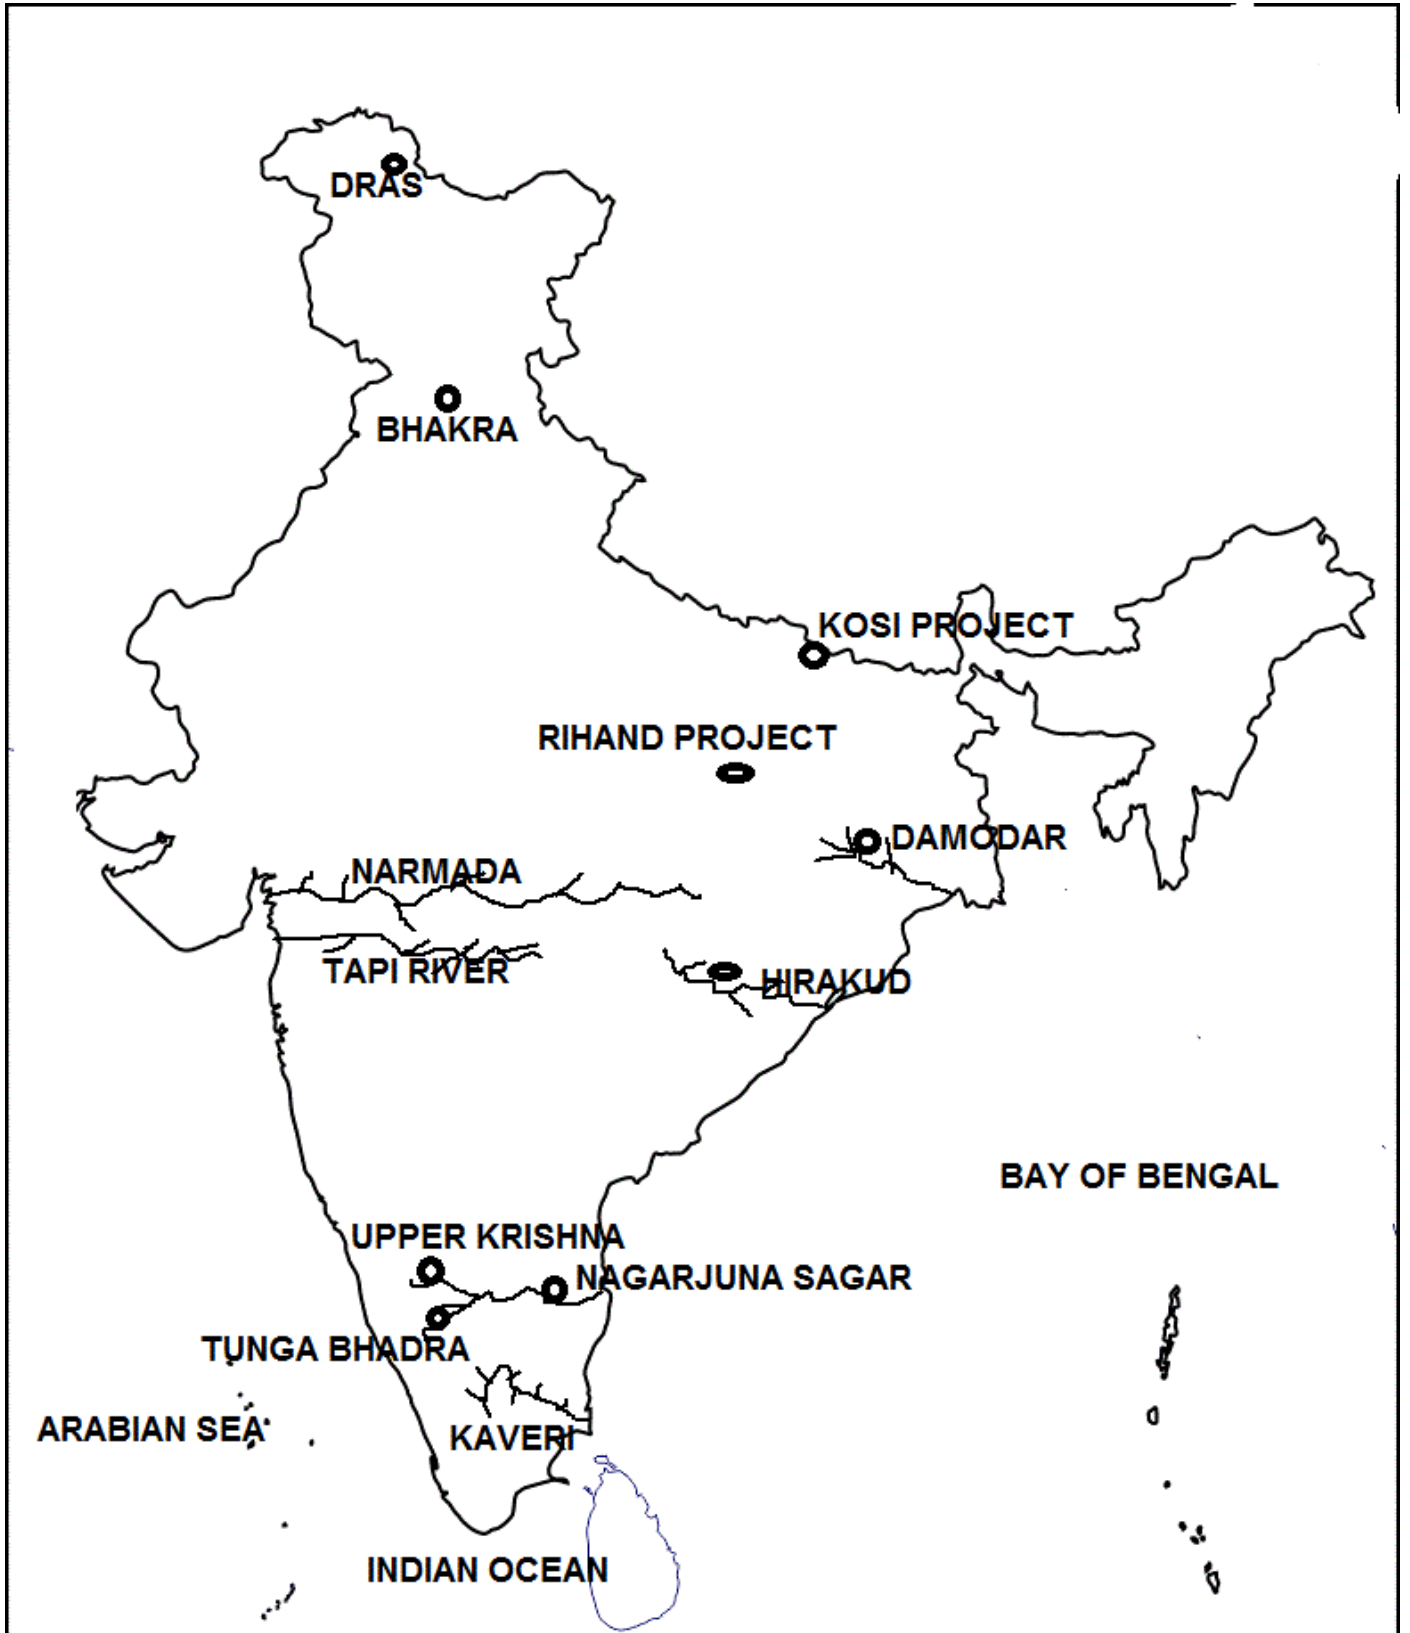 DRAS
BHAKRA
KOSI PROJECT
RIHAND PROJECT
DAMODAR
NARMADA
TAPI RIVER
HIRAKUD
BAY OF BENGAL
UPPER KRISHNA
NAGARJUNA SAGAR
TUNGA BHADRA
ARABIAN SEA
KAVERI
INDIAN OCEAN